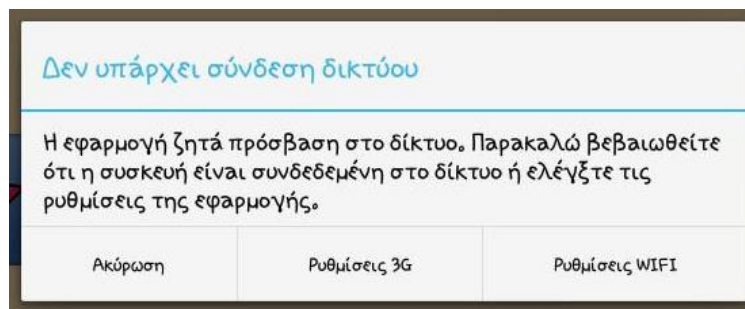 Δεν υπάρχει σύνδεση δικτύου
Η εφαρμογή ζητά πρόσβαση στο δίκτυο. Παρακαλώ βεβαιωθείτε
ότι η συσκευή είναι συνδεδεμένη στο δίκτυο ή ελέγξτε τις
ρυθμίσεις της εφαρμογής.
Ακύρωση
Ρυθμίσεις 3G
Ρυθμίσεις WIFI